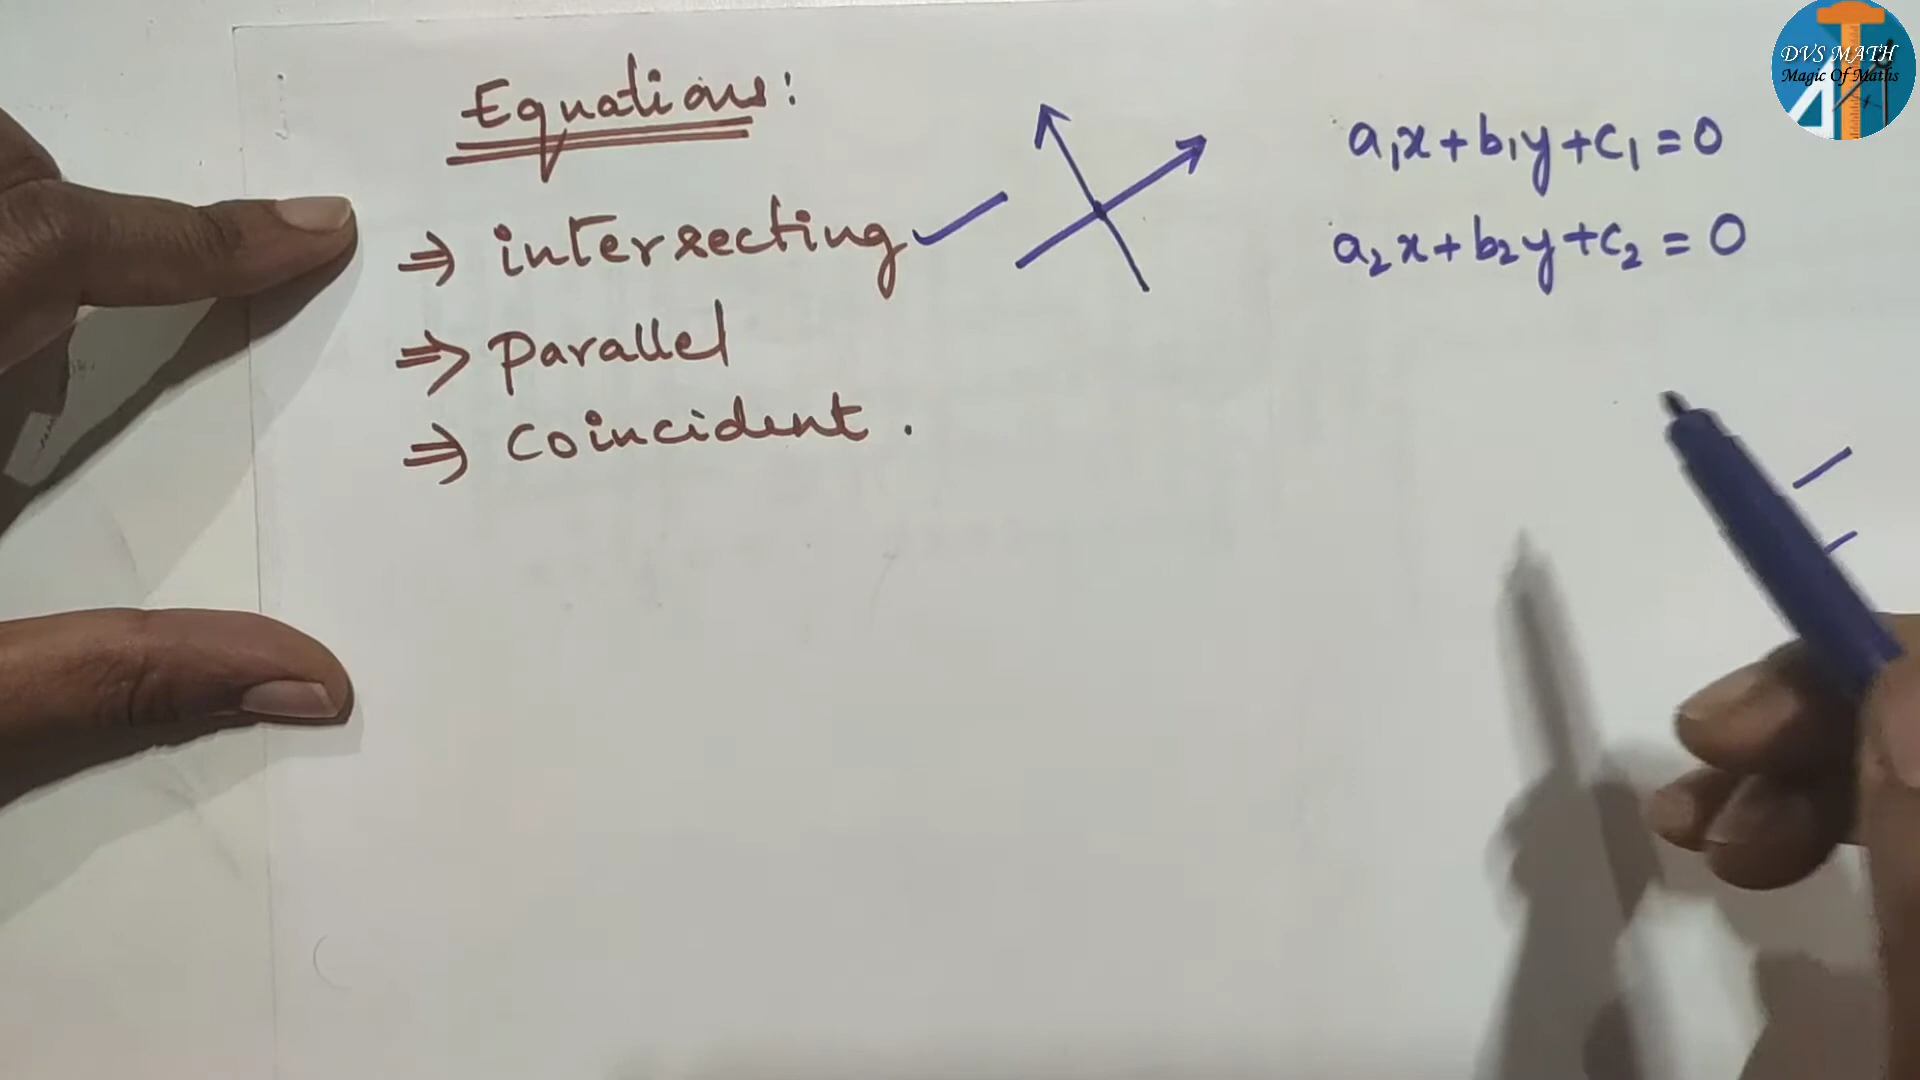 Equations:
⇒ intersecting ✓
⇒ parallel
⇒ coincident .
a₁x+b₁y+c₁=0
a₂x+b₂y+c₂=0
DVS MATH
Magic Of Maths